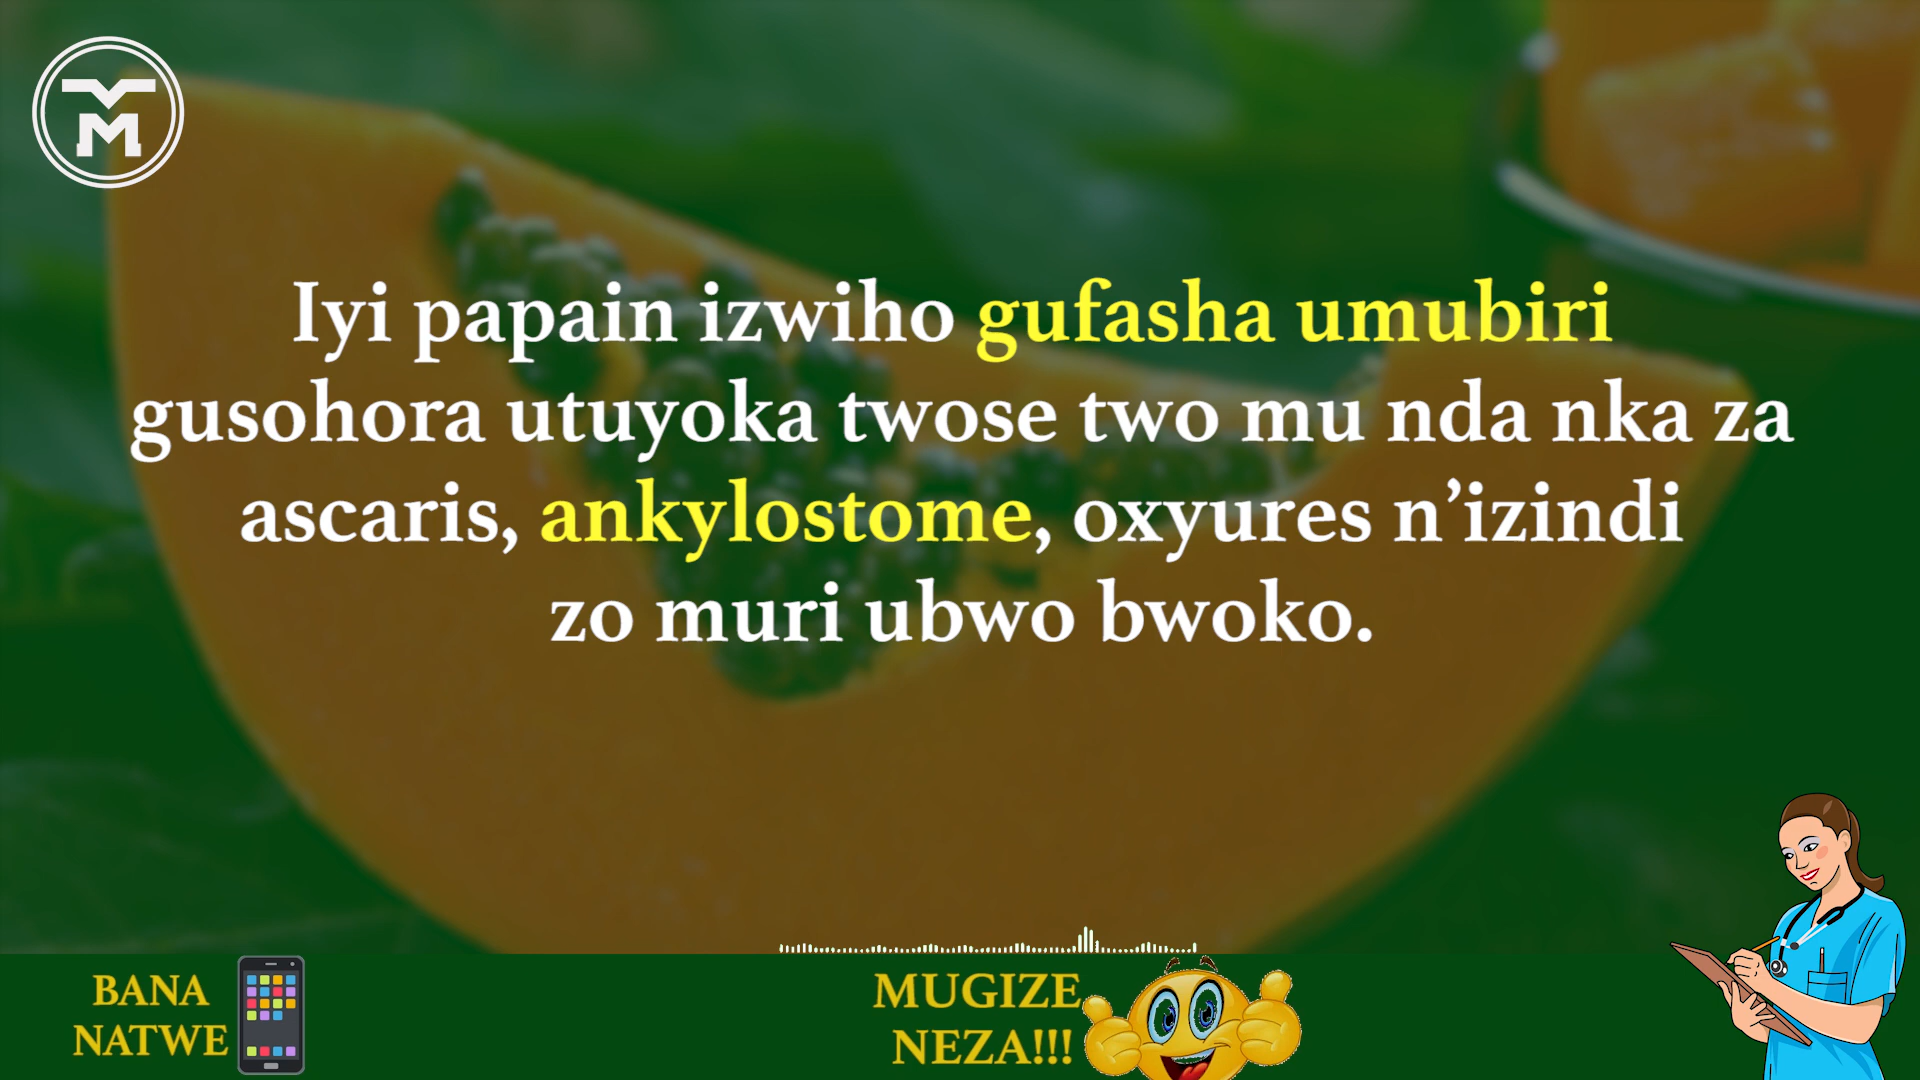 Iyi papain izwiho gufasha umubiri
gusohora utuyoka twose two mu nda nka za
ascaris, ankylostome, oxyures n’izindi
zo muri ubwo bwoko.
BANA
NATWE
MUGIZE
NEZA!!!